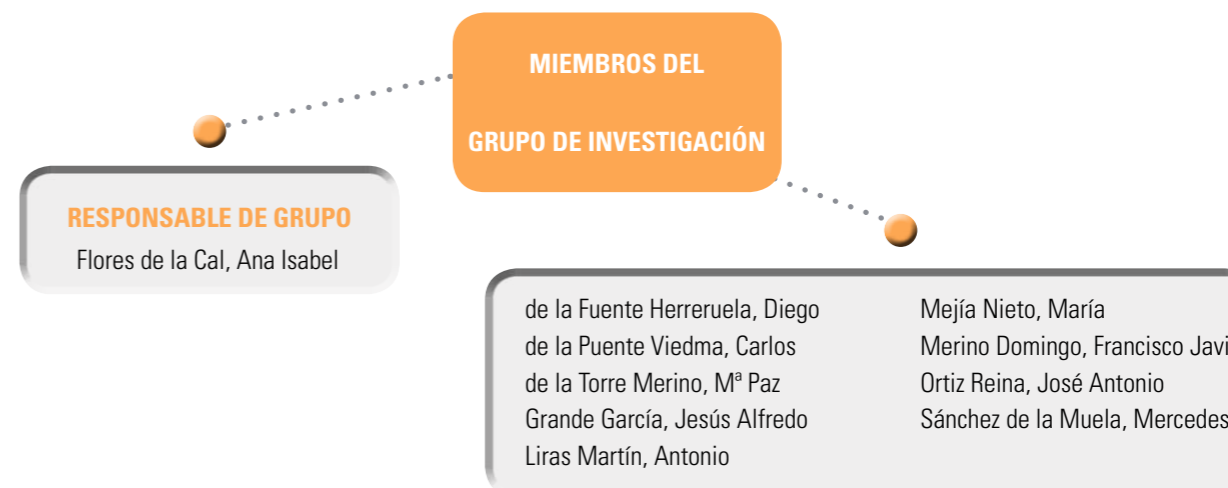 MIEMBROS DEL
GRUPO DE INVESTIGACIÓN
RESPONSABLE DE GRUPO
Flores de la Cal, Ana Isabel
de la Fuente Herreruela, Diego
de la Puente Viedma, Carlos
de la Torre Merino, Mª Paz
Grande García, Jesús Alfredo
Liras Martín, Antonio
Mejía Nieto, María
Merino Domingo, Francisco Javi
Ortiz Reina, José Antonio
Sánchez de la Muela, Mercedes